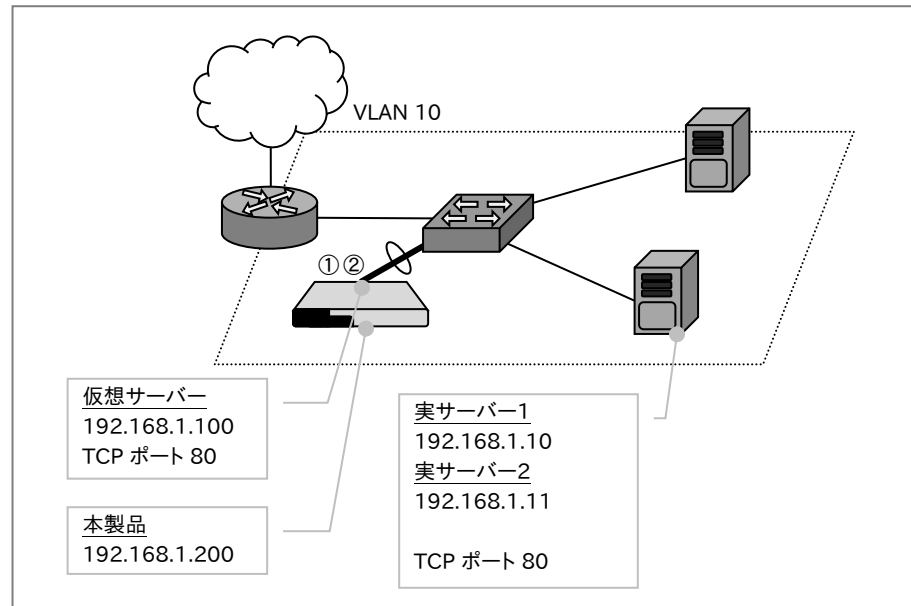 VLAN 10
①②
仮想サーバー
192.168.1.100
TCP ポート 80
本製品
192.168.1.200
実サーバー1
192.168.1.10
実サーバー2
192.168.1.11
TCP ポート 80